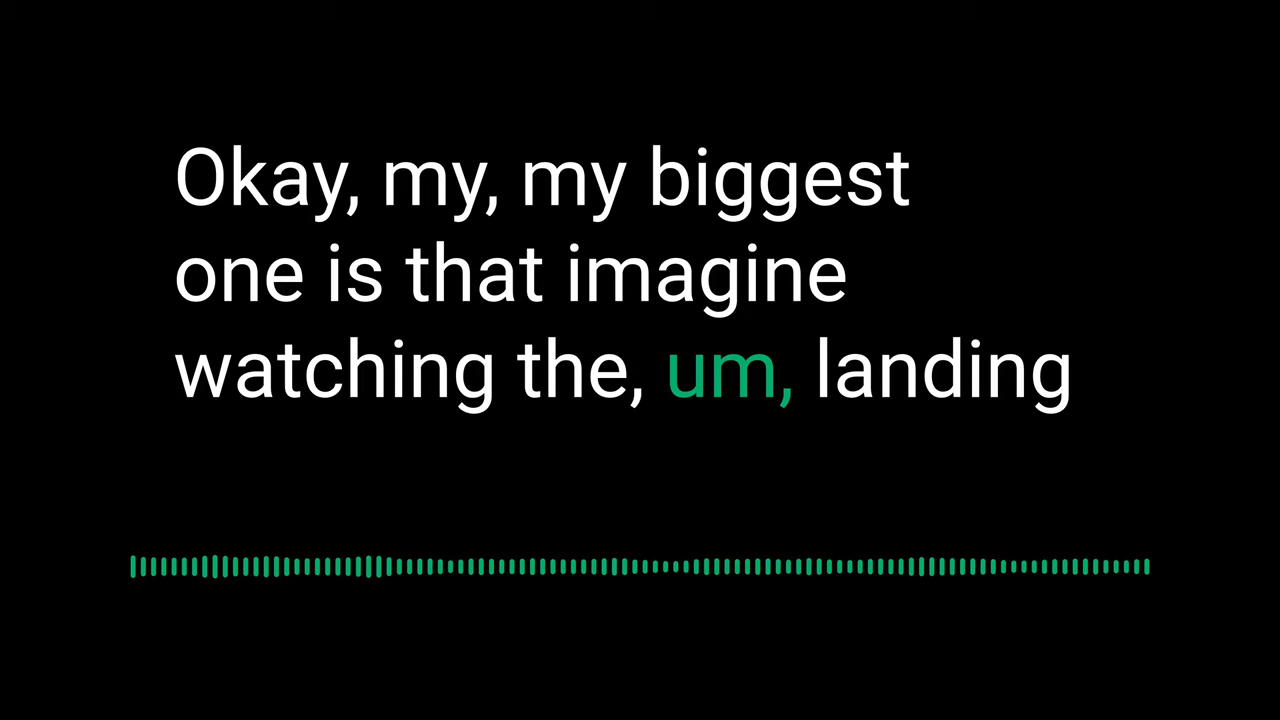 Okay, my, my biggest
one is that imagine
watching the, um, landing